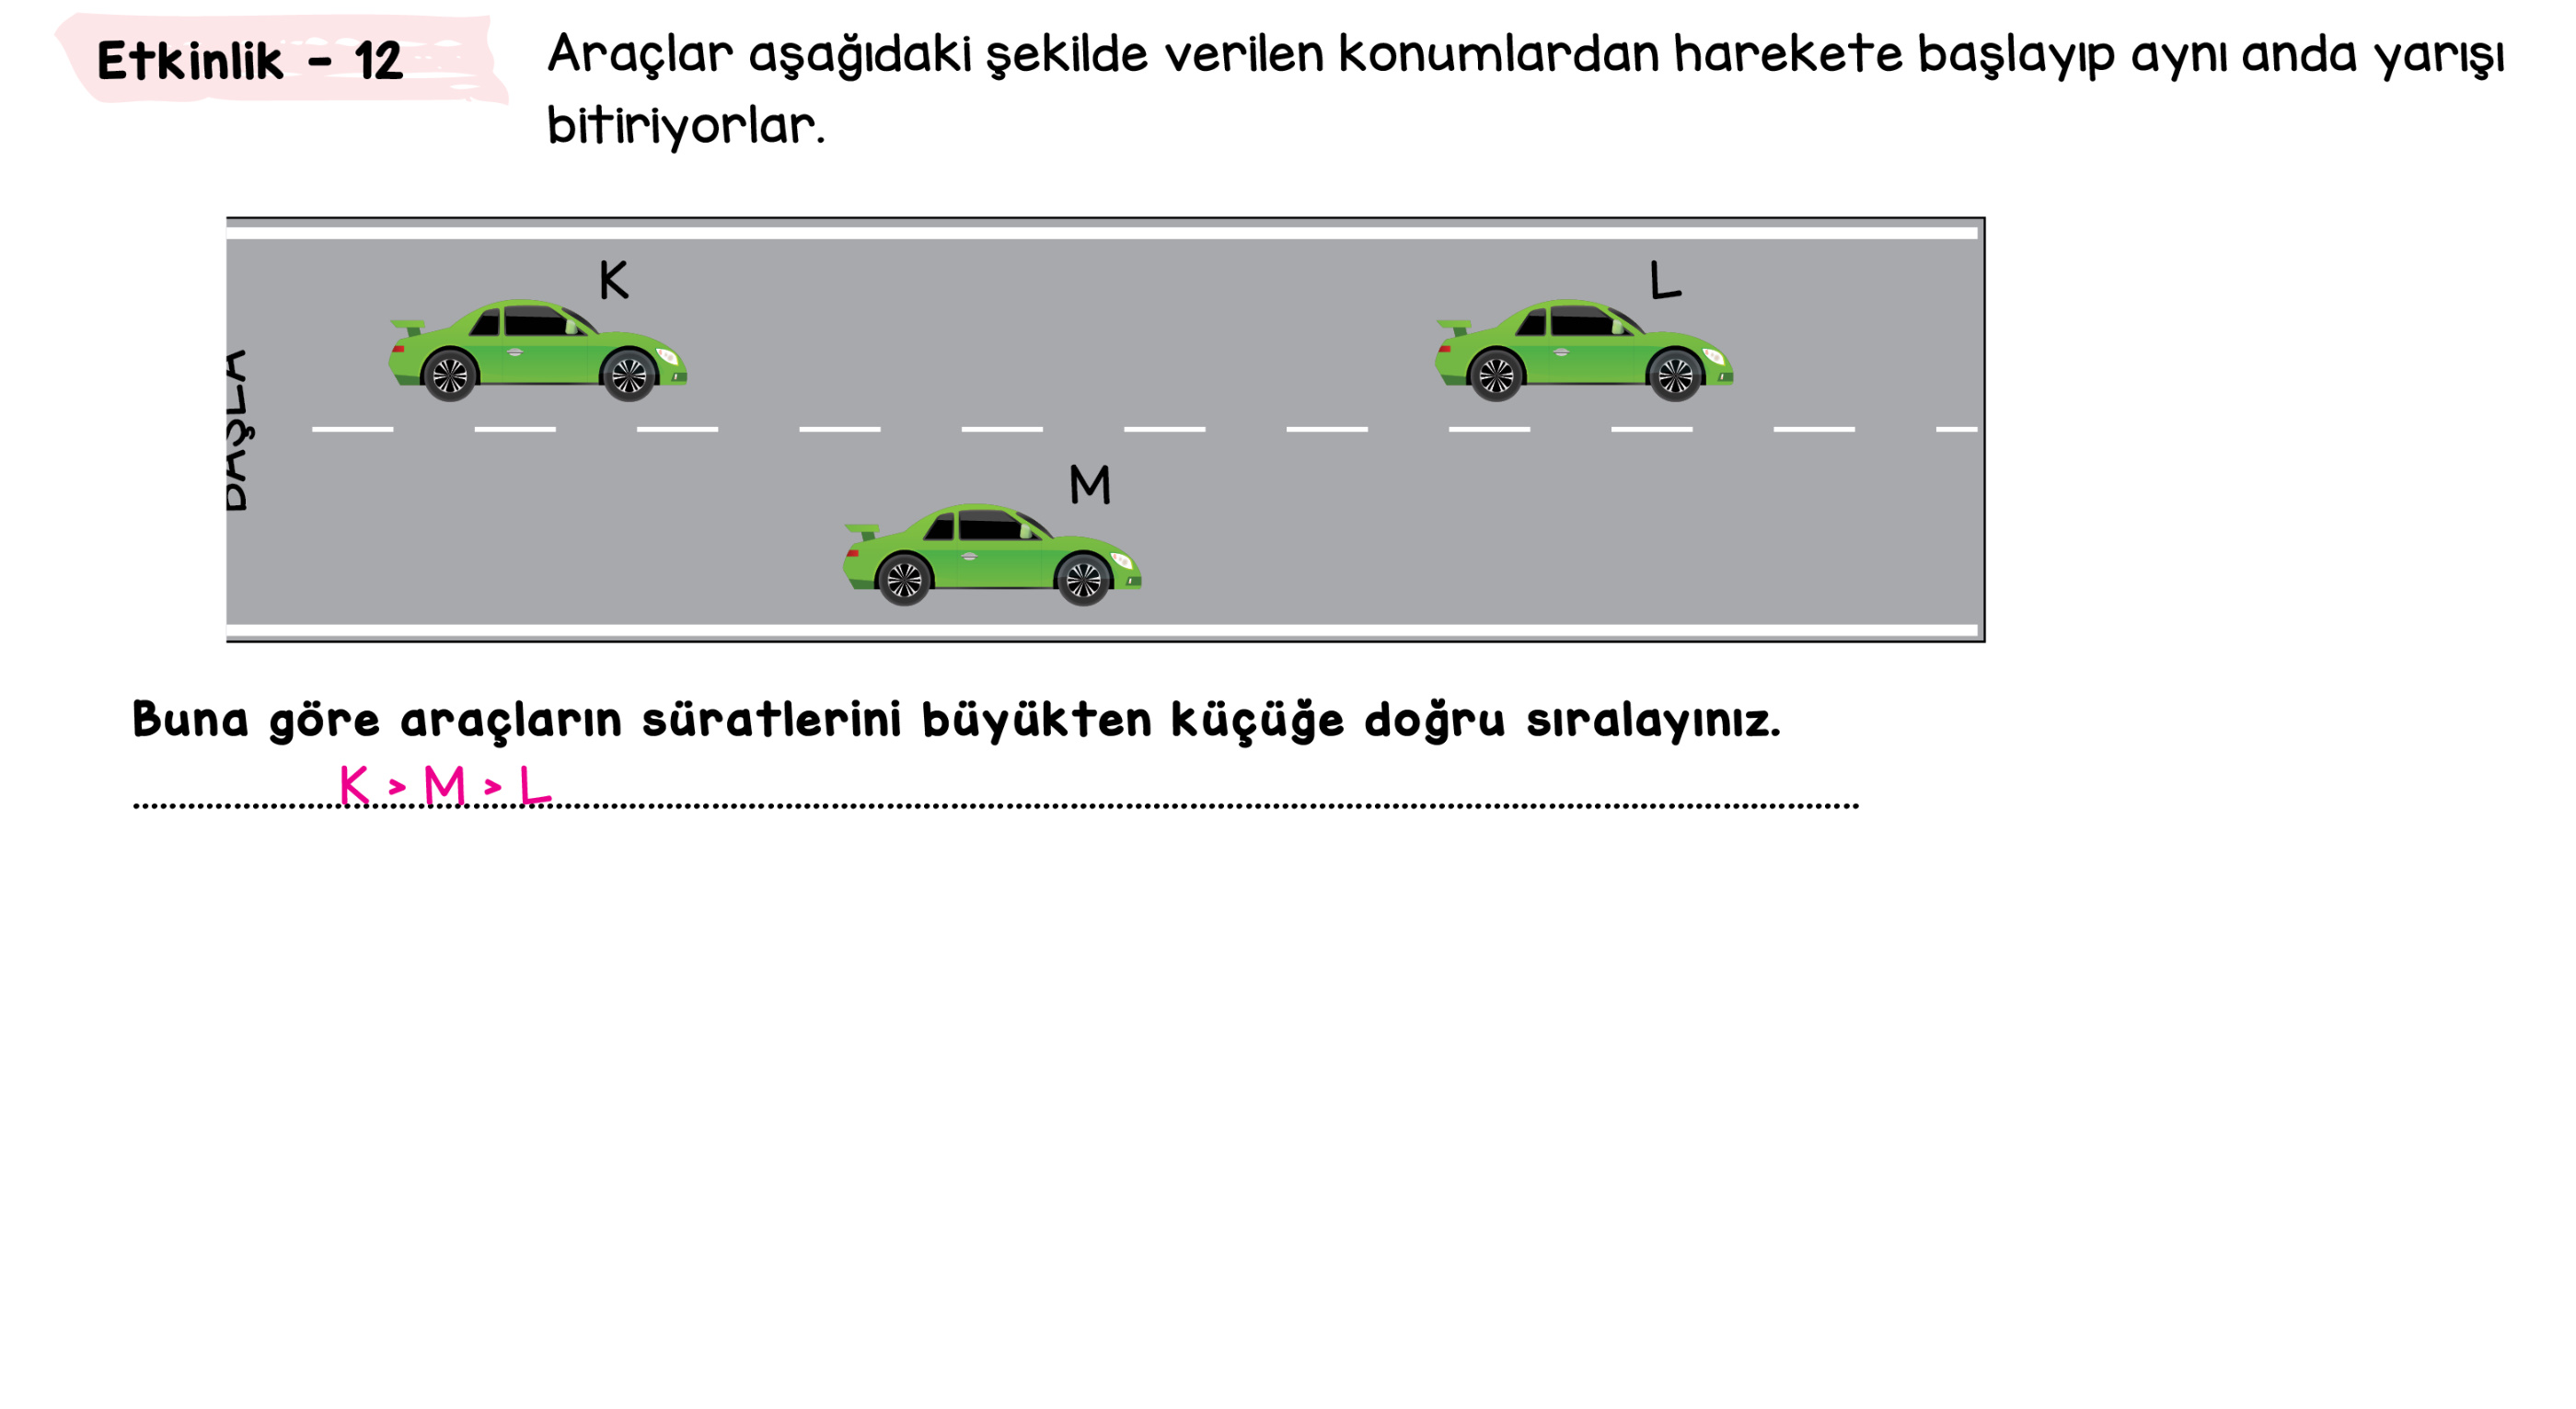 Etkinlik - 12
Araçlar aşağıdaki şekilde verilen konumlardan harekete başlayıp aynı anda yarışı
bitiriyorlar.
K
L
BAŞLA
M
Buna göre araçların süratlerini büyükten küçüğe doğru sıralayınız.
K > M > L